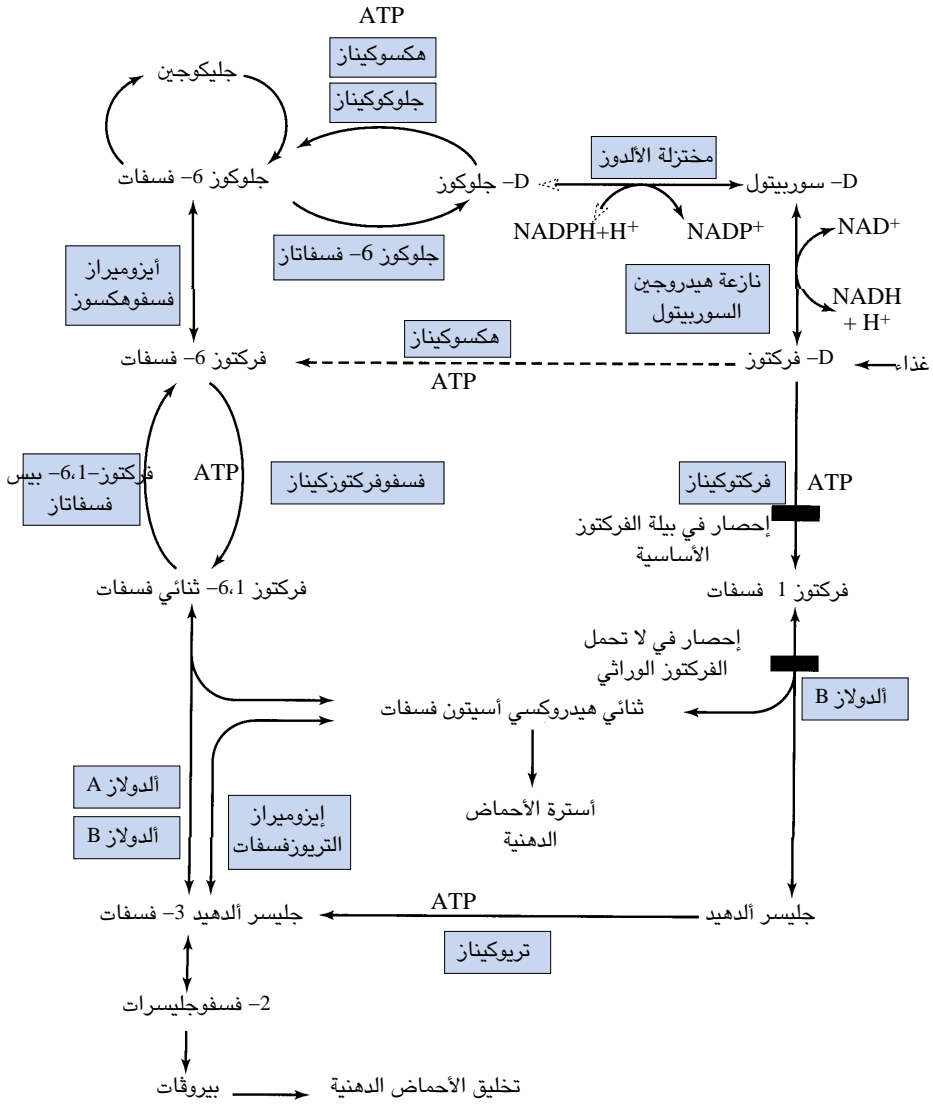 ATP
هكسوكيناز
جليكوجين
جلوكوكيناز
مختزلة الألدوز
جلوكوز 6– فسفات
D– جلوكوز
D– سوربيتول
NADPH+H⁺
NADP⁺
NAD⁺
جلوكوز 6– فسفاتاز
أيزوميراز
فسفوهكسوز
نازعة هيدروجين
السوربيتول
NADH
+ H⁺
هكسوكيناز
فركتوز 6– فسفات
D– فركتوز
غذاء
ATP
فركتوز–6،1– بيس
فسفاتاز
ATP
فسفوفركتوزكيناز
فركتوكيناز
ATP
إحصار في بيلة الفركتوز
الأساسية
فركتوز 6،1– ثنائي فسفات
فركتوز 1 فسفات
إحصار في لا تحمل
الفركتوز الوراثي
ألدولاز B
ثنائي هيدروكسي أسيتون فسفات
ألدولاز A
ألدولاز B
إيزوميراز
التريوزفسفات
أسترة الأحماض
الدهنية
جليسر ألدهيد 3– فسفات
ATP
جليسر ألدهيد
تريوكيناز
2– فسفوجليسرات
بيروڤات
تخليق الأحماض الدهنية